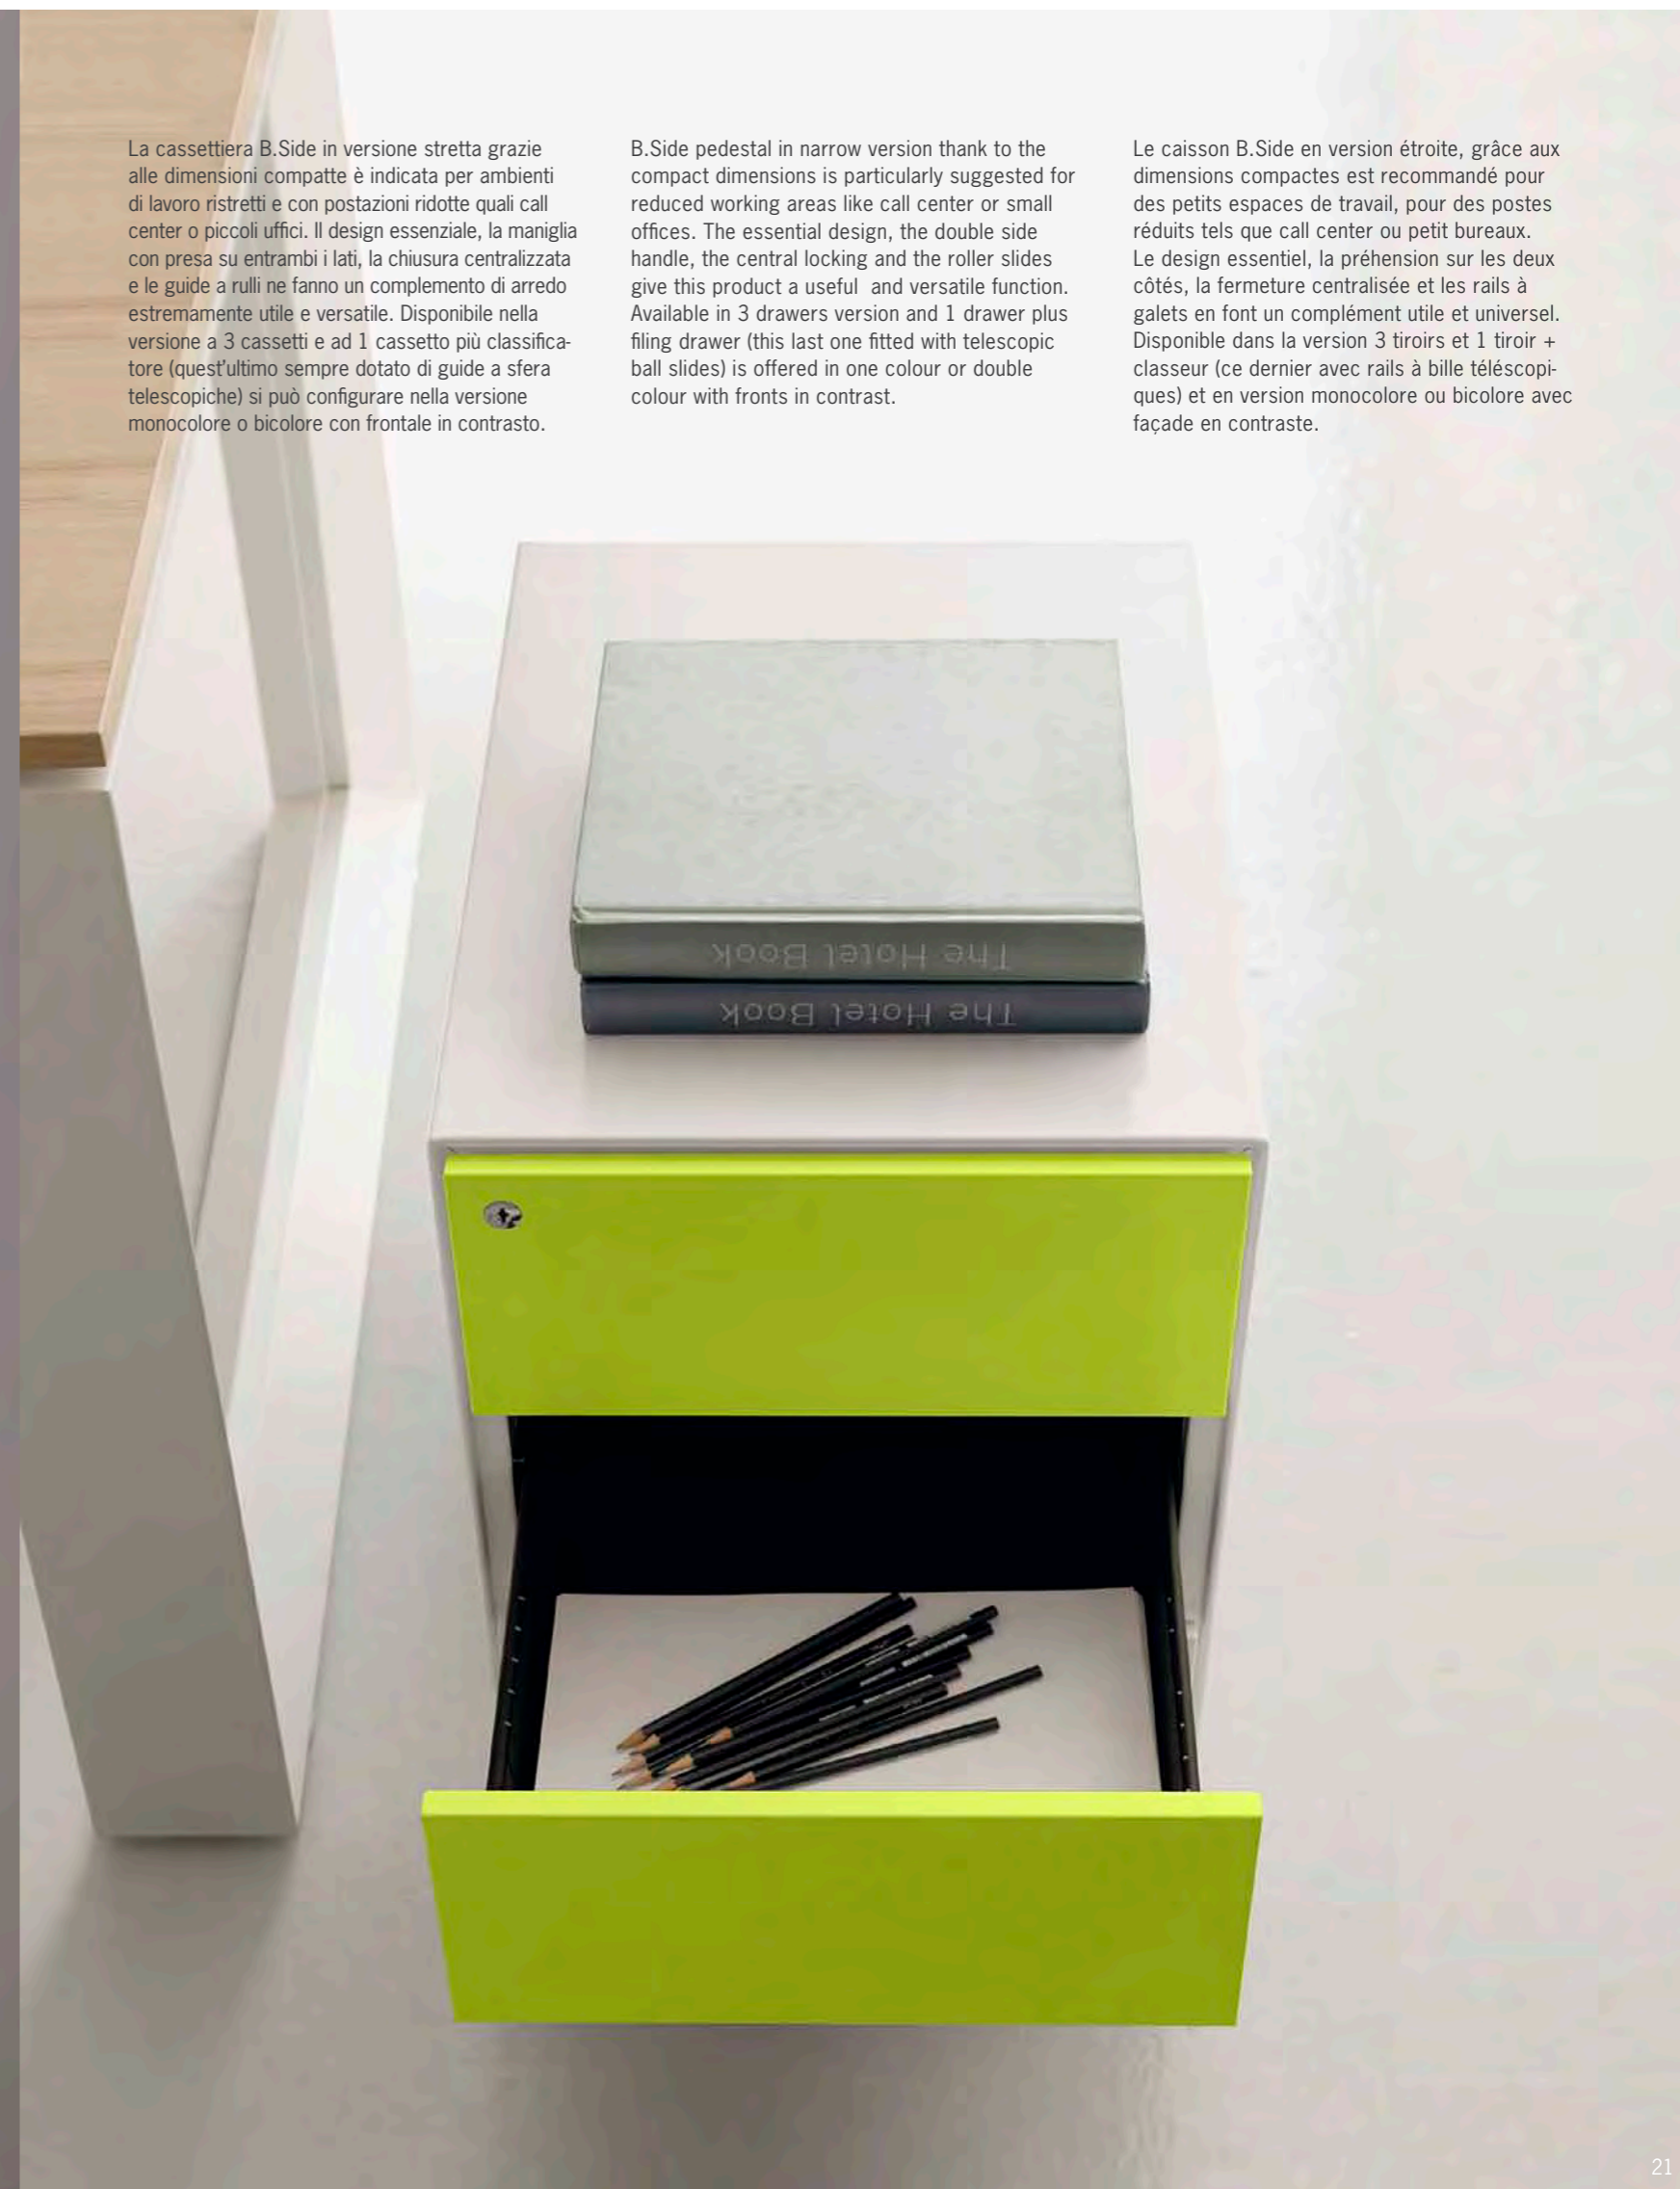 La cassettiera B.Side in versione stretta grazie
alle dimensioni compatte è indicata per ambienti
di lavoro ristretti e con postazioni ridotte quali call
center o piccoli uffici. Il design essenziale, la maniglia
con presa su entrambi i lati, la chiusura centralizzata
e le guide a rulli ne fanno un complemento di arredo
estremamente utile e versatile. Disponibile nella
versione a 3 cassetti e ad 1 cassetto più classifica-
tore (quest'ultimo sempre dotato di guide a sfera
telescopiche) si può configurare nella versione
monocolore o bicolore con frontale in contrasto.
B.Side pedestal in narrow version thank to the
compact dimensions is particularly suggested for
reduced working areas like call center or small
offices. The essential design, the double side
handle, the central locking and the roller slides
give this product a useful  and versatile function.
Available in 3 drawers version and 1 drawer plus
filing drawer (this last one fitted with telescopic
ball slides) is offered in one colour or double
colour with fronts in contrast.
Le caisson B.Side en version étroite, grâce aux
dimensions compactes est recommandé pour
des petits espaces de travail, pour des postes
réduits tels que call center ou petit bureaux.
Le design essentiel, la préhension sur les deux
côtés, la fermeture centralisée et les rails à
galets en font un complément utile et universel.
Disponible dans la version 3 tiroirs et 1 tiroir +
classeur (ce dernier avec rails à bille téléscopi-
ques) et en version monocolore ou bicolore avec
façade en contraste.
The Hotel Book
The Hotel Book
21